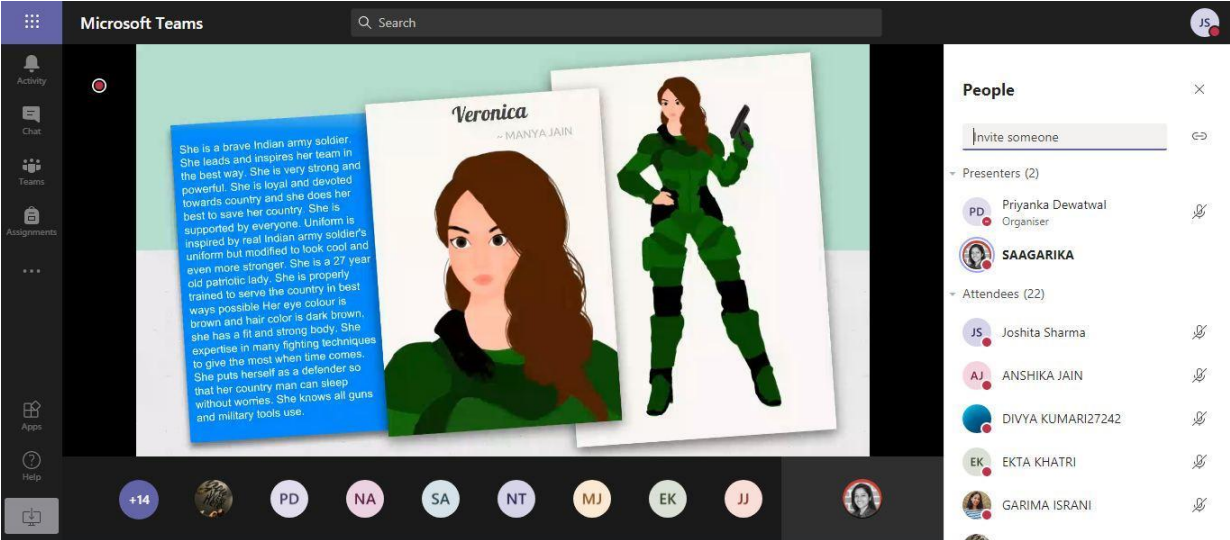 Microsoft Teams
Search
JS
Activity
Chat
Teams
Assignments
Apps
Help
She is a brave Indian army soldier.
She leads and inspires her team in
the best way. She is very strong and
powerful. She is loyal and devoted
towards country and she does her
best to save her country. She is
supported by everyone. Uniform is
inspired by real Indian army soldier's
uniform but modified to look cool and
even more stronger. She is a 27 year
old patriotic lady. She is properly
trained to serve the country in best
ways possible Her eye colour is
brown and hair color is dark brown.
she has a fit and strong body. She
expertise in many fighting techniques
to give the most when time comes.
She puts herself as a defender so
that her country man can sleep
without worries. She knows all guns
and military tools use.
Veronica
– MANYA JAIN
+14
PD
NA
SA
NT
MJ
EK
JJ
People
Invite someone
Presenters (2)
PD
Priyanka Dewatwal
Organiser
SAAGARIKA
Attendees (22)
JS
Joshita Sharma
AJ
ANSHIKA JAIN
DIVYA KUMARI27242
EK
EKTA KHATRI
GARIMA ISRANI